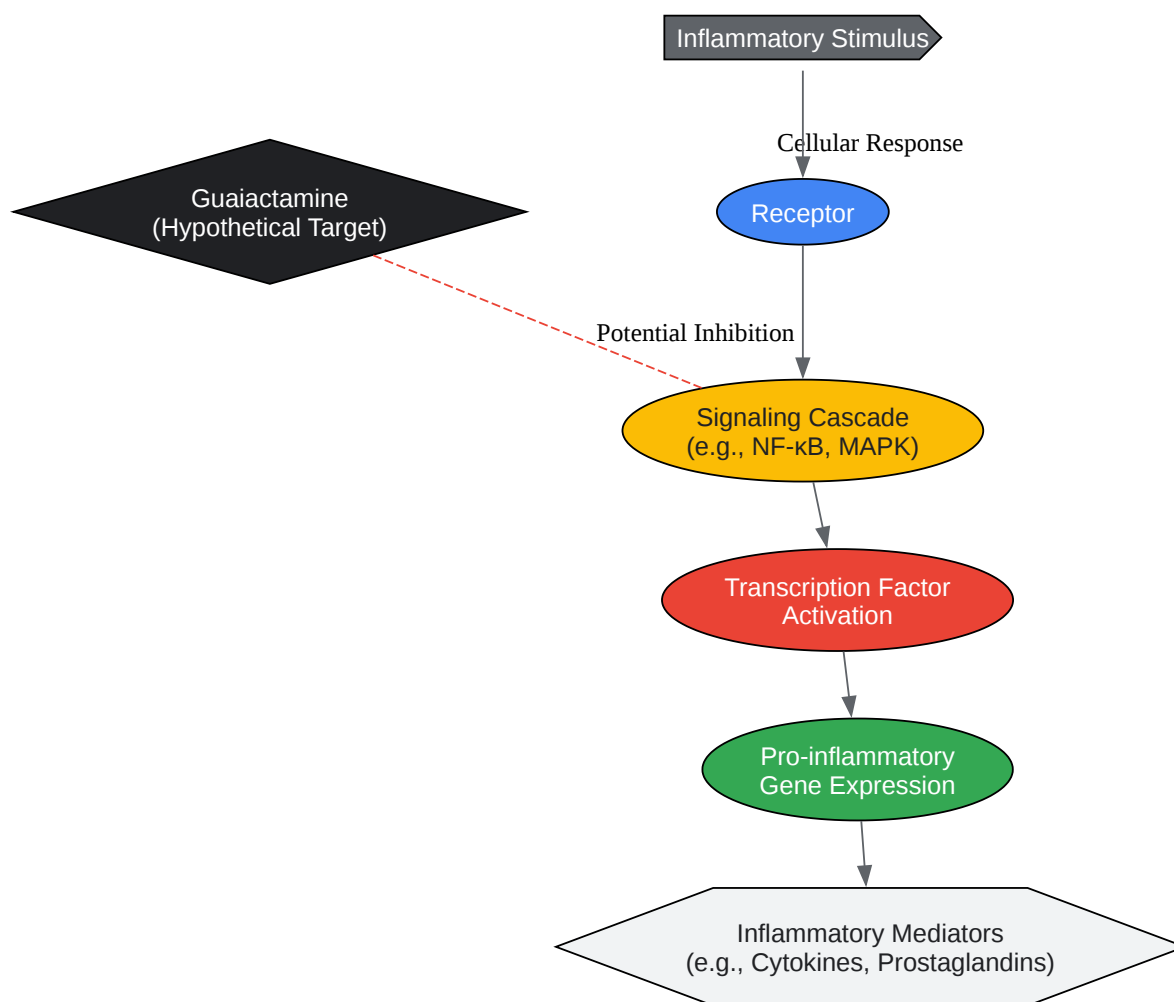 Inflammatory Stimulus
Cellular Response
Guaiactamine
(Hypothetical Target)
Receptor
Potential Inhibition
Signaling Cascade
(e.g., NF-κB, MAPK)
Transcription Factor
Activation
Pro-inflammatory
Gene Expression
Inflammatory Mediators
(e.g., Cytokines, Prostaglandins)